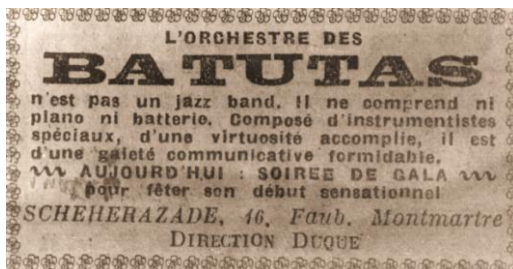 L'ORCHESTRE DES
BATUTAS
n'est pas un jazz band. Il ne comprend ni
piano ni batterie. Composé d'instrumentistes
spéciaux, d'une virtuosité accomplie, il est
d'une gaieté communicative formidable.
AUJOURD'HUI : SOIREE DE GALA
pour fêter son début sensationnel
SCHEHERAZADE, 16, Faub. Montmartre
DIRECTION DUQUE